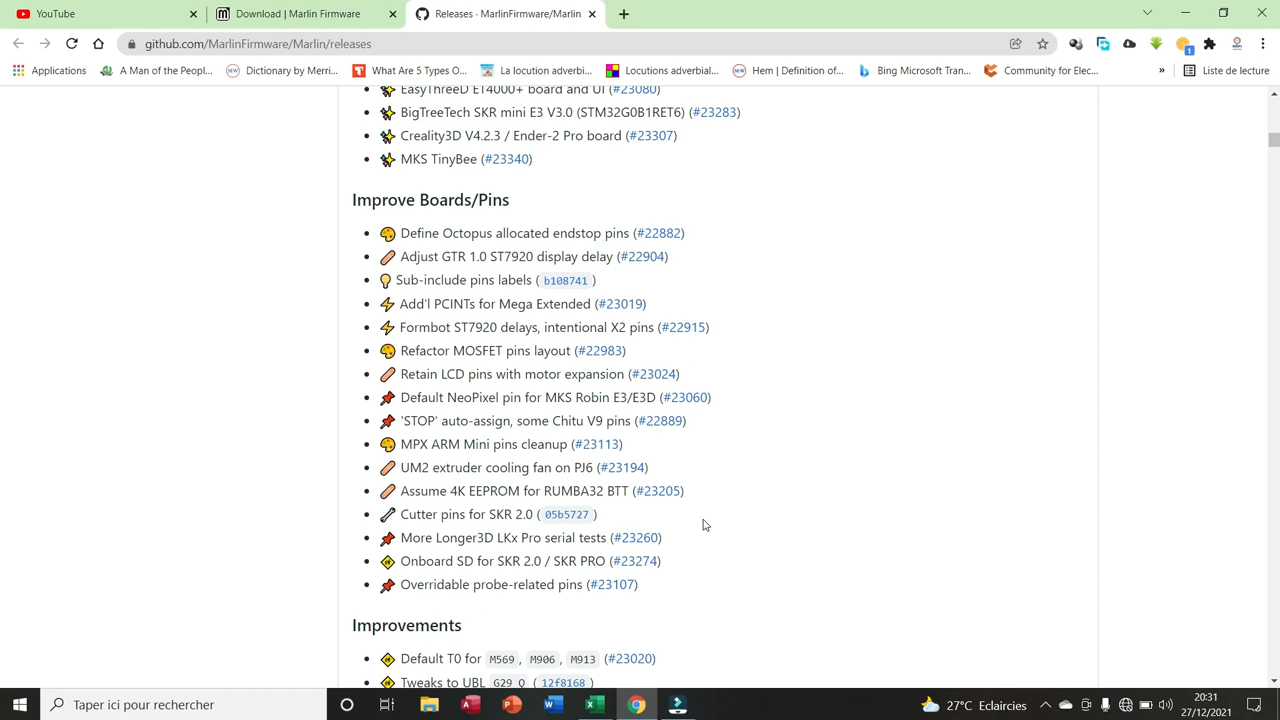 YouTube
Download | Marlin Firmware
Releases - MarlinFirmware/Marlin
github.com/MarlinFirmware/Marlin/releases
Applications
A Man of the Peopl...
Dictionary by Merri...
What Are 5 Types O...
La locution adverbi...
Locutions adverbial...
Hem | Definition of...
Bing Microsoft Tran...
Community for Elec...
»
Liste de lecture
EasyThreeD ET4000+ board and UI (#23080)
BigTreeTech SKR mini E3 V3.0 (STM32G0B1RET6) (#23283)
Creality3D V4.2.3 / Ender-2 Pro board (#23307)
MKS TinyBee (#23340)
Improve Boards/Pins
Define Octopus allocated endstop pins (#22882)
Adjust GTR 1.0 ST7920 display delay (#22904)
Sub-include pins labels (b108741)
Add'l PCINTs for Mega Extended (#23019)
Formbot ST7920 delays, intentional X2 pins (#22915)
Refactor MOSFET pins layout (#22983)
Retain LCD pins with motor expansion (#23024)
Default NeoPixel pin for MKS Robin E3/E3D (#23060)
'STOP' auto-assign, some Chitu V9 pins (#22889)
MPX ARM Mini pins cleanup (#23113)
UM2 extruder cooling fan on PJ6 (#23194)
Assume 4K EEPROM for RUMBA32 BTT (#23205)
Cutter pins for SKR 2.0 (05b5727)
More Longer3D LKx Pro serial tests (#23260)
Onboard SD for SKR 2.0 / SKR PRO (#23274)
Overridable probe-related pins (#23107)
Improvements
Default T0 for M569, M906, M913 (#23020)
Tweaks to UBL G29 Q (12f8168)
Taper ici pour rechercher
27°C Eclaircies
20:31
27/12/2021